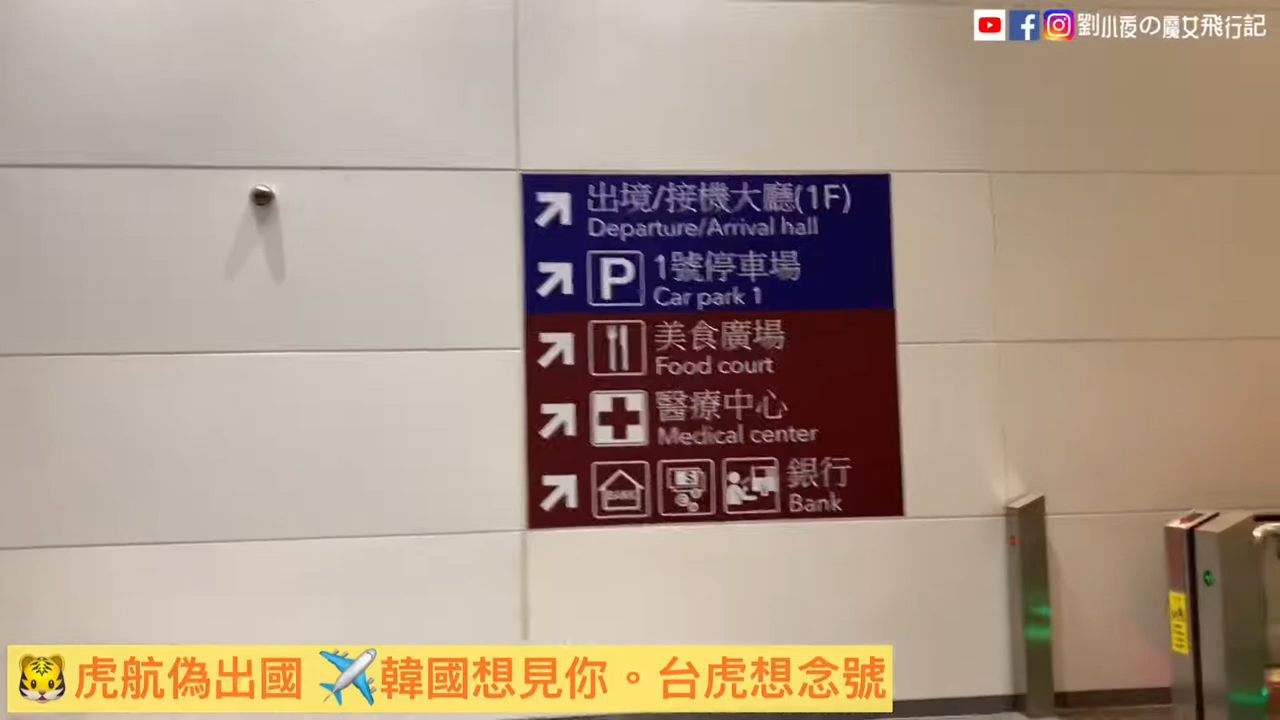 劉小夜の魔女飛行記
出境/接機大廳(1F)
Departure/Arrival hall
P 1號停車場
Car park 1
美食廣場
Food court
醫療中心
Medical center
BANK $ 銀行
Bank
虎航偽出國 韓國想見你。台虎想念號